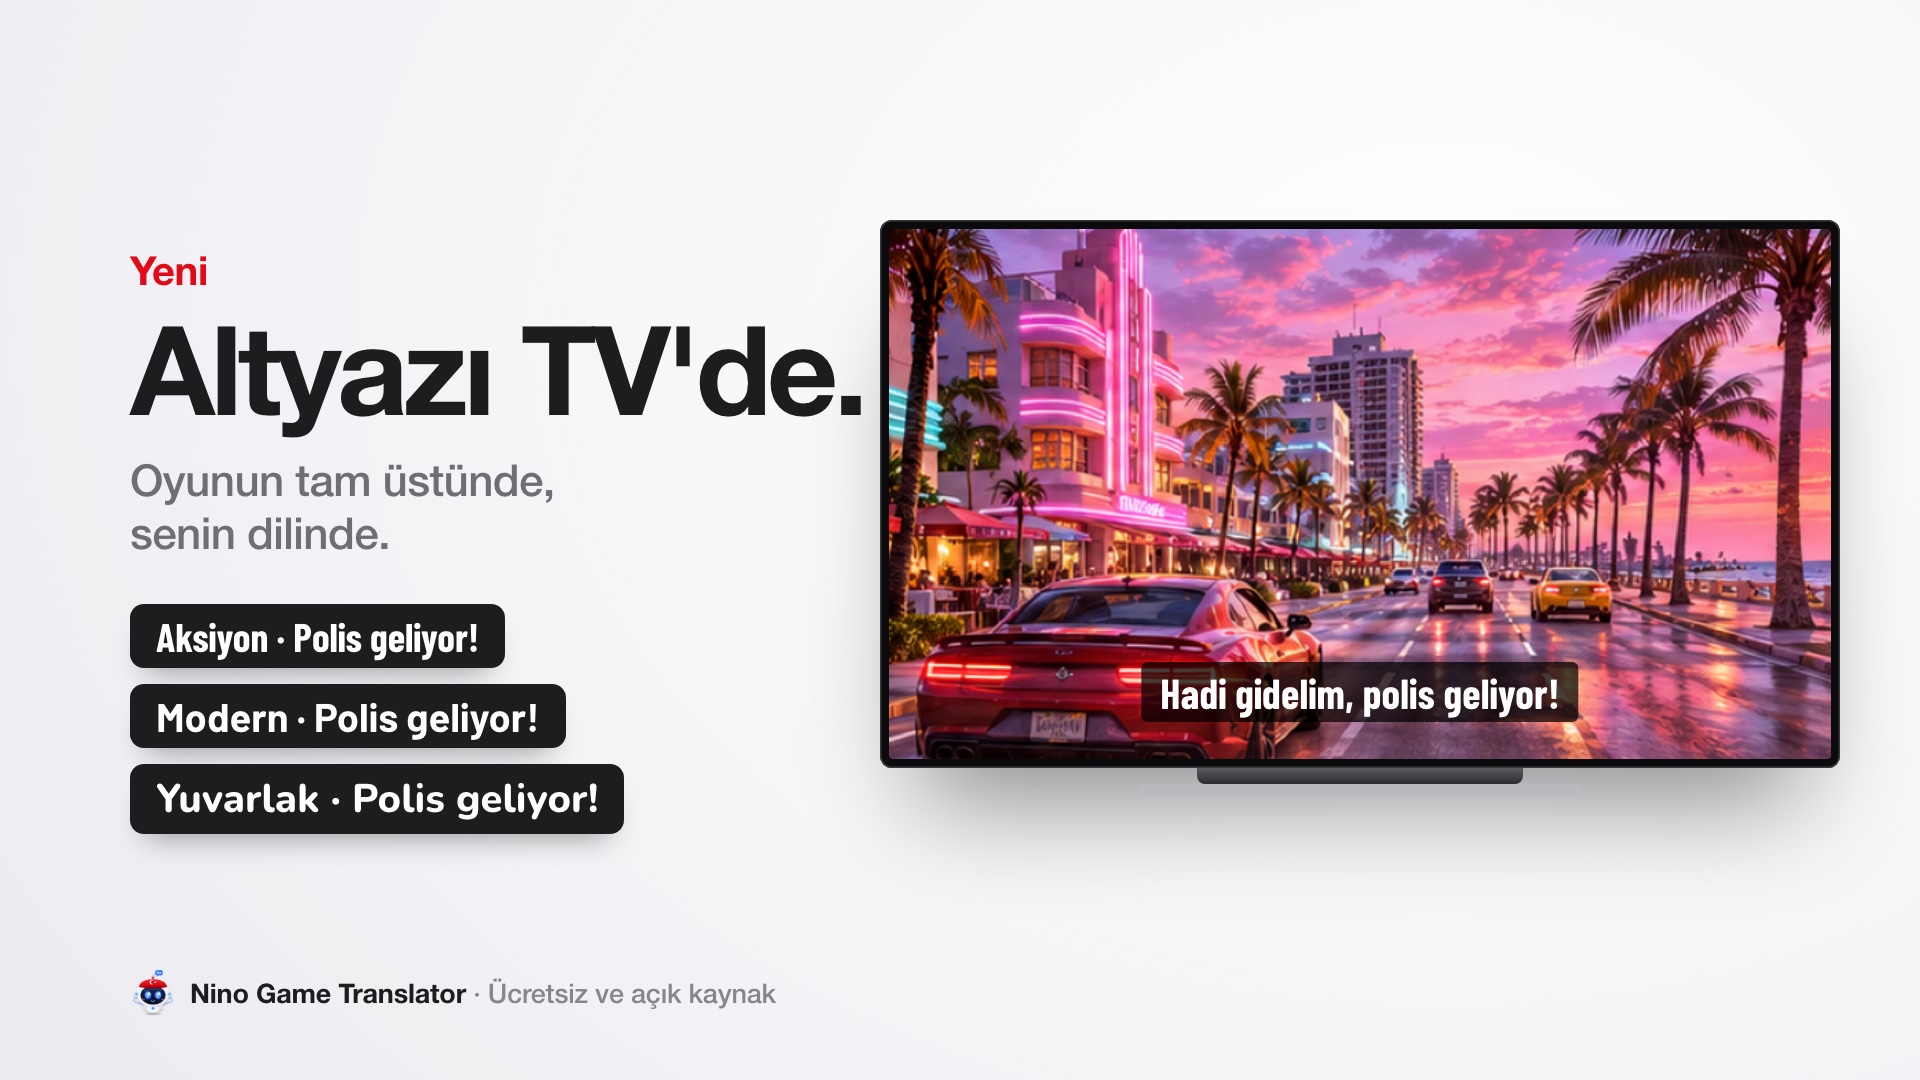 Yeni
Altyazı TV'de.
Oyunun tam üstünde,
senin dilinde.
Aksiyon · Polis geliyor!
Modern · Polis geliyor!
Yuvarlak · Polis geliyor!
Hadi gidelim, polis geliyor!
Nino Game Translator · Ücretsiz ve açık kaynak